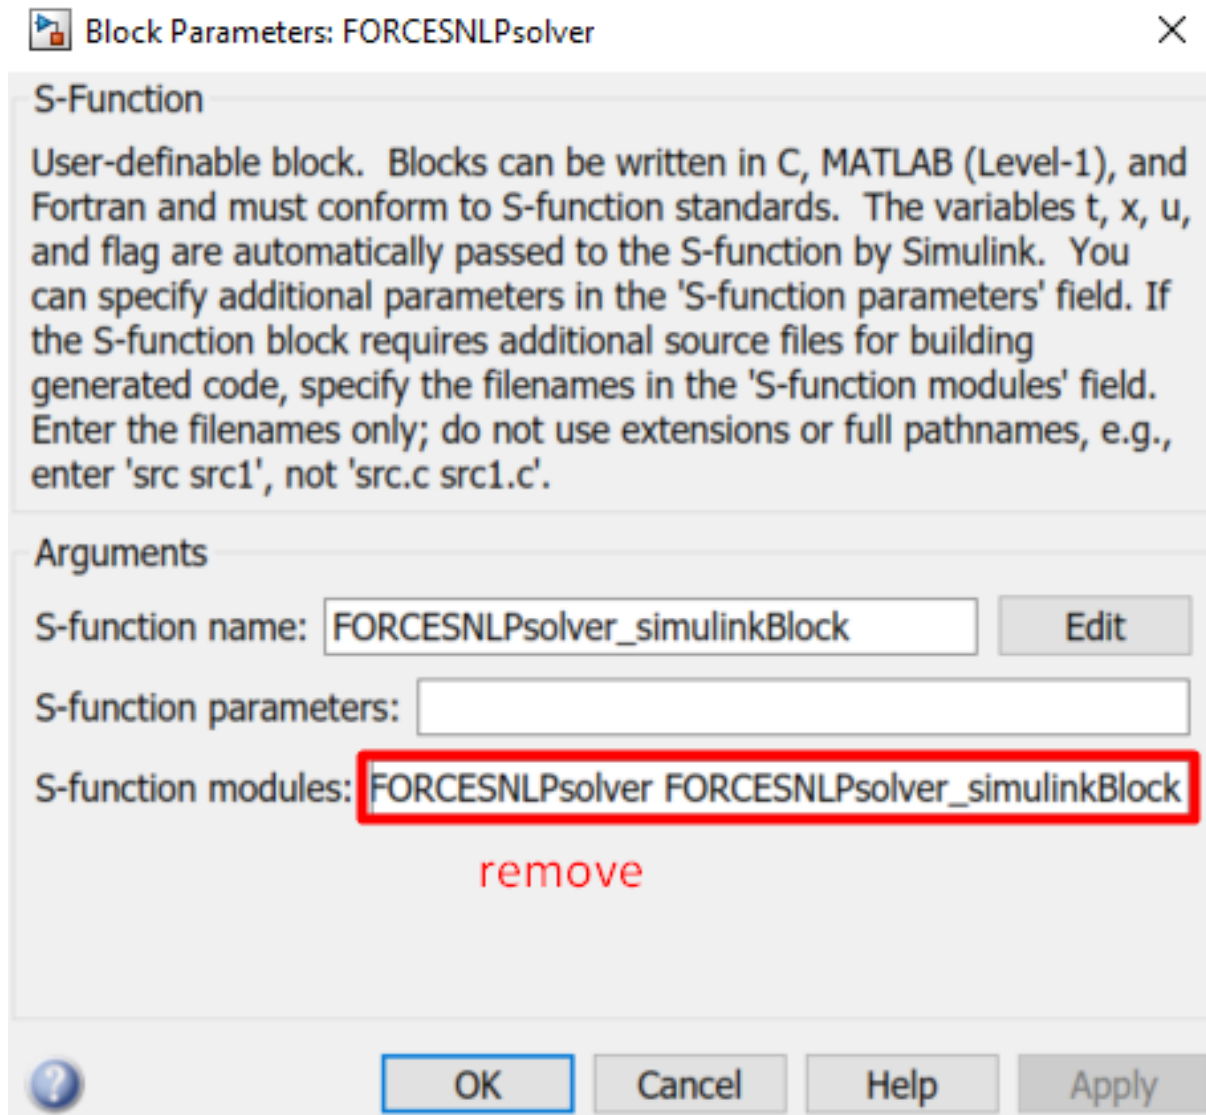 Block Parameters: FORCESNLPsolver
S-Function
User-definable block.  Blocks can be written in C, MATLAB (Level-1), and
Fortran and must conform to S-function standards.  The variables t, x, u,
and flag are automatically passed to the S-function by Simulink.  You
can specify additional parameters in the 'S-function parameters' field. If
the S-function block requires additional source files for building
generated code, specify the filenames in the 'S-function modules' field.
Enter the filenames only; do not use extensions or full pathnames, e.g.,
enter 'src src1', not 'src.c src1.c'.
Arguments
S-function name: FORCESNLPsolver_simulinkBlock Edit
S-function parameters:
S-function modules: FORCESNLPsolver FORCESNLPsolver_simulinkBlock
remove
? OK Cancel Help Apply